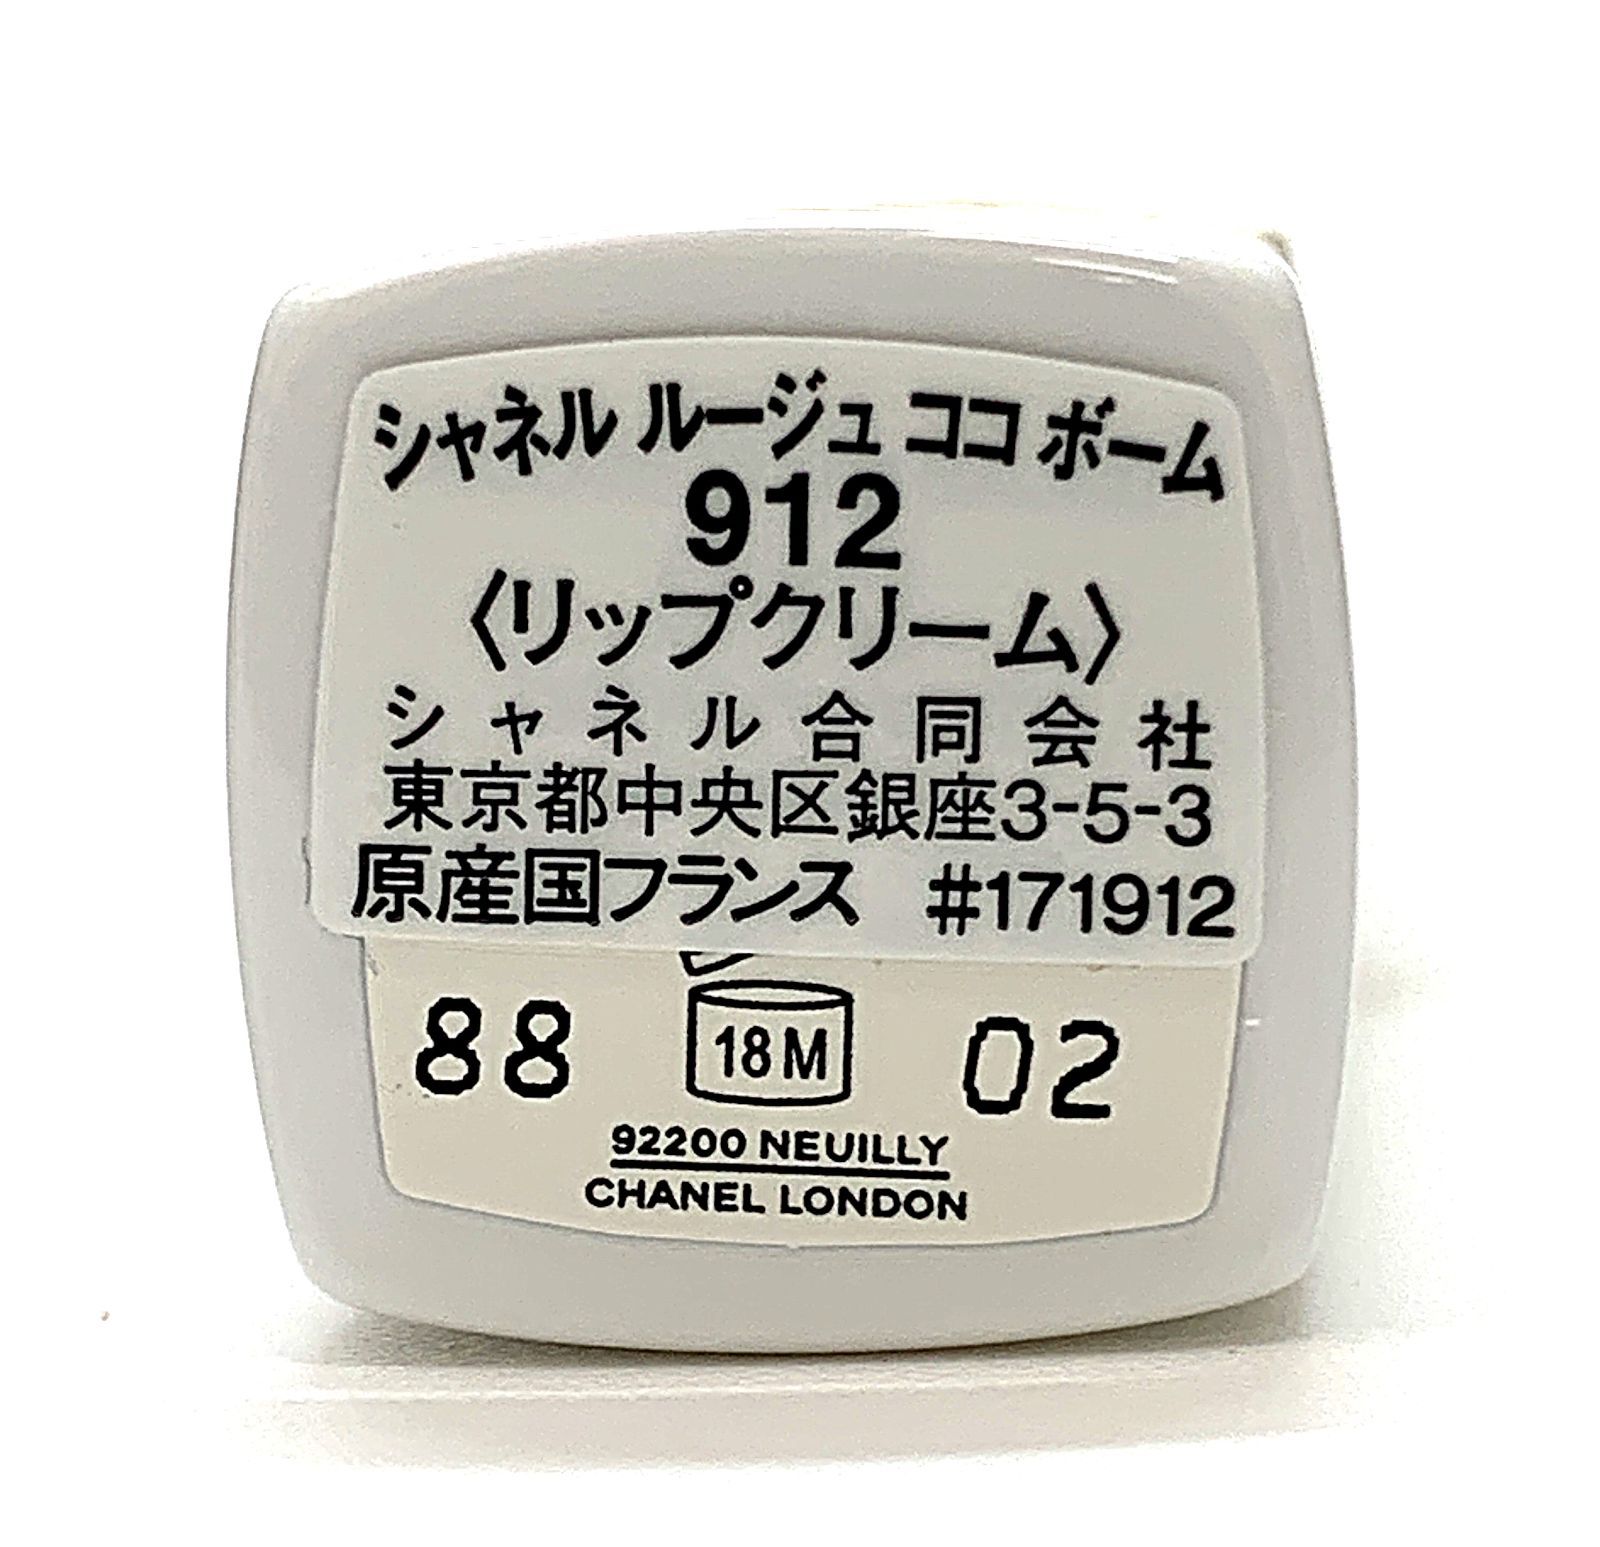 シャネル ルージュ ココ ボーム
912
〈リップクリーム〉
シャネル合同会社
東京都中央区銀座3-5-3
原産国フランス #171912
88 18M 02
92200 NEUILLY
CHANEL LONDON